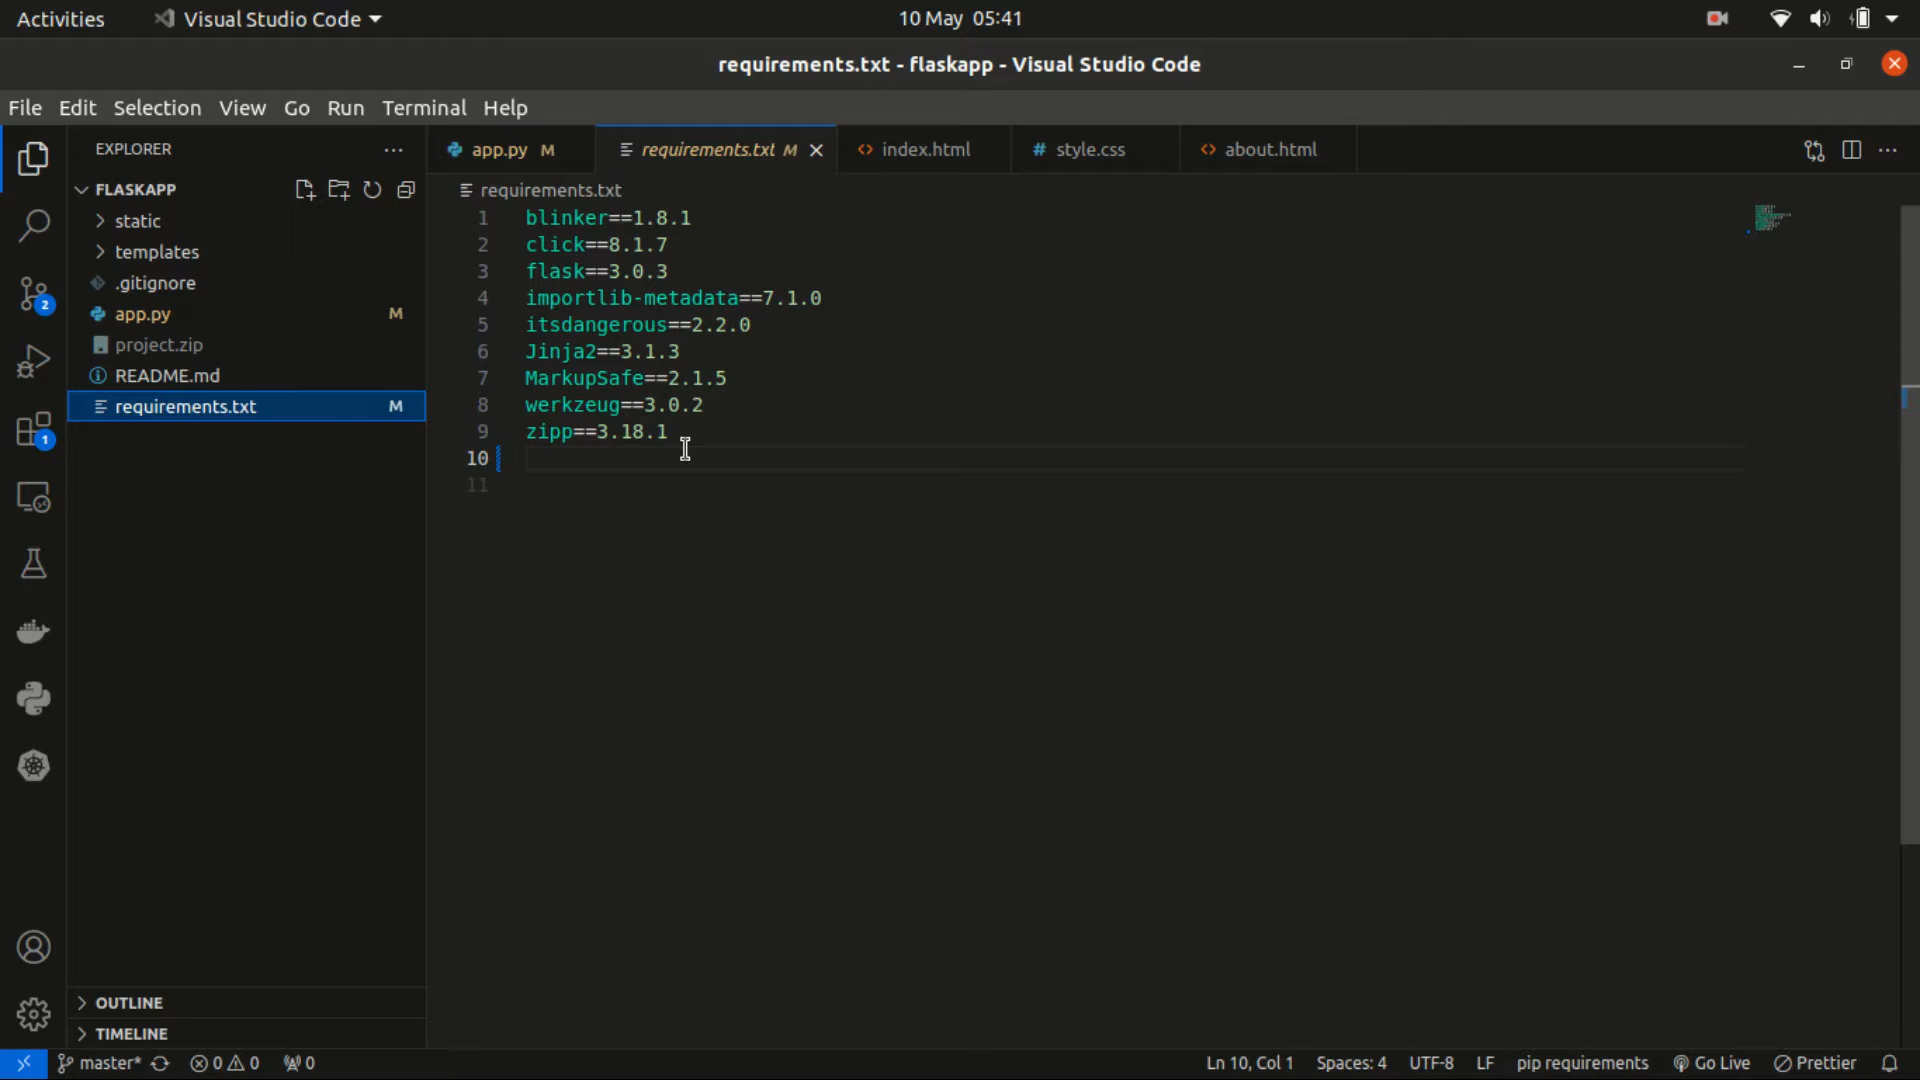 Activities Visual Studio Code 10 May 05:41
requirements.txt - flaskapp - Visual Studio Code
File Edit Selection View Go Run Terminal Help
EXPLORER
FLASKAPP
static
templates
.gitignore
app.py M
project.zip
README.md
requirements.txt M
OUTLINE
TIMELINE
2
1
app.py M requirements.txt M index.html style.css about.html
requirements.txt
1 blinker==1.8.1
2 click==8.1.7
3 flask==3.0.3
4 importlib-metadata==7.1.0
5 itsdangerous==2.2.0
6 Jinja2==3.1.3
7 MarkupSafe==2.1.5
8 werkzeug==3.0.2
9 zipp==3.18.1
10
11
master* 0 0 0 Ln 10, Col 1 Spaces: 4 UTF-8 LF pip requirements Go Live Prettier